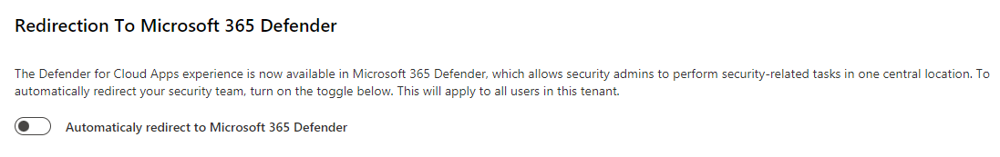 Redirection To Microsoft 365 Defender
The Defender for Cloud Apps experience is now available in Microsoft 365 Defender, which allows security admins to perform security-related tasks in one central location. To
automatically redirect your security team, turn on the toggle below. This will apply to all users in this tenant.
Automaticaly redirect to Microsoft 365 Defender